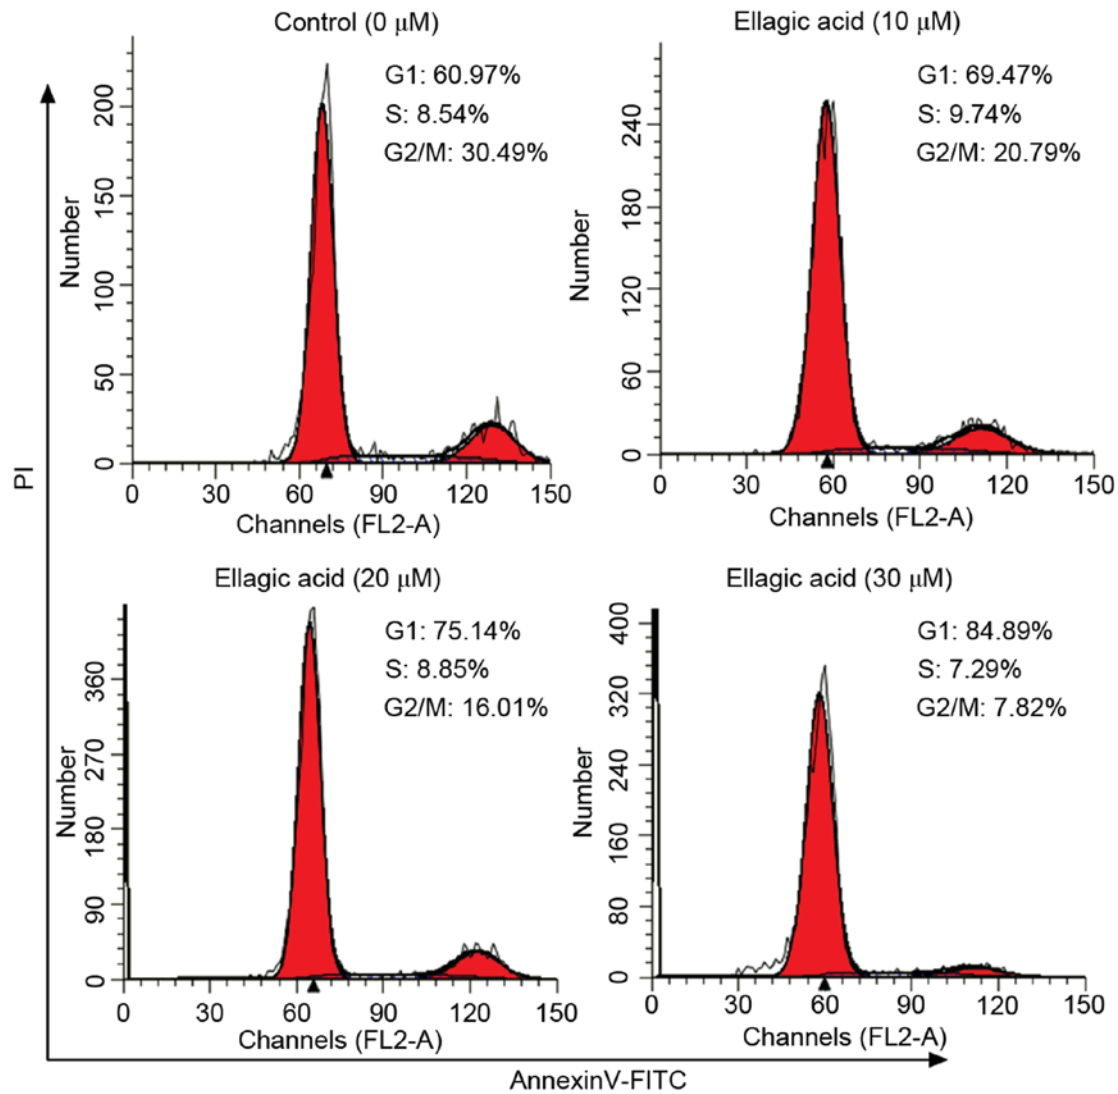 Control (0 μM)
G1: 60.97%
S: 8.54%
G2/M: 30.49%
Number
200
150
100
50
0
0 30 60 90 120 150
Channels (FL2-A)
Ellagic acid (10 μM)
G1: 69.47%
S: 9.74%
G2/M: 20.79%
Number
240
180
120
60
0
0 30 60 90 120 150
Channels (FL2-A)
PI
Ellagic acid (20 μM)
G1: 75.14%
S: 8.85%
G2/M: 16.01%
Number
360
270
180
90
0
0 30 60 90 120 150
Channels (FL2-A)
Ellagic acid (30 μM)
G1: 84.89%
S: 7.29%
G2/M: 7.82%
Number
400
320
240
160
80
0
0 30 60 90 120 150
Channels (FL2-A)
AnnexinV-FITC